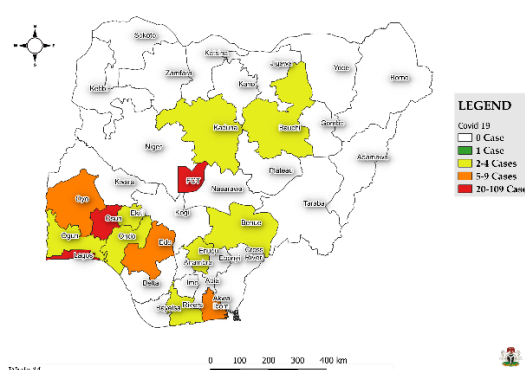 Sokoto
Katsina
Jigawa
Yobe
Borno
Zamfara
Kebbi
Kano
Gombe
Kaduna
Bauchi
Niger
Adamawa
FCT
Plateau
Kwara
Nasarawa
Taraba
Oyo
Osun
Ekiti
Kogi
Benue
Ogun
Ondo
Edo
Enugu
Ebonyi
Cross
River
Lagos
Anambra
Delta
Imo
Abia
Bayelsa
Rivers
Akwa
Ibom
LEGEND
Covid 19
0 Case
1 Case
2-4 Cases
5-9 Cases
20-109 Case
0 100 200 300 400 km